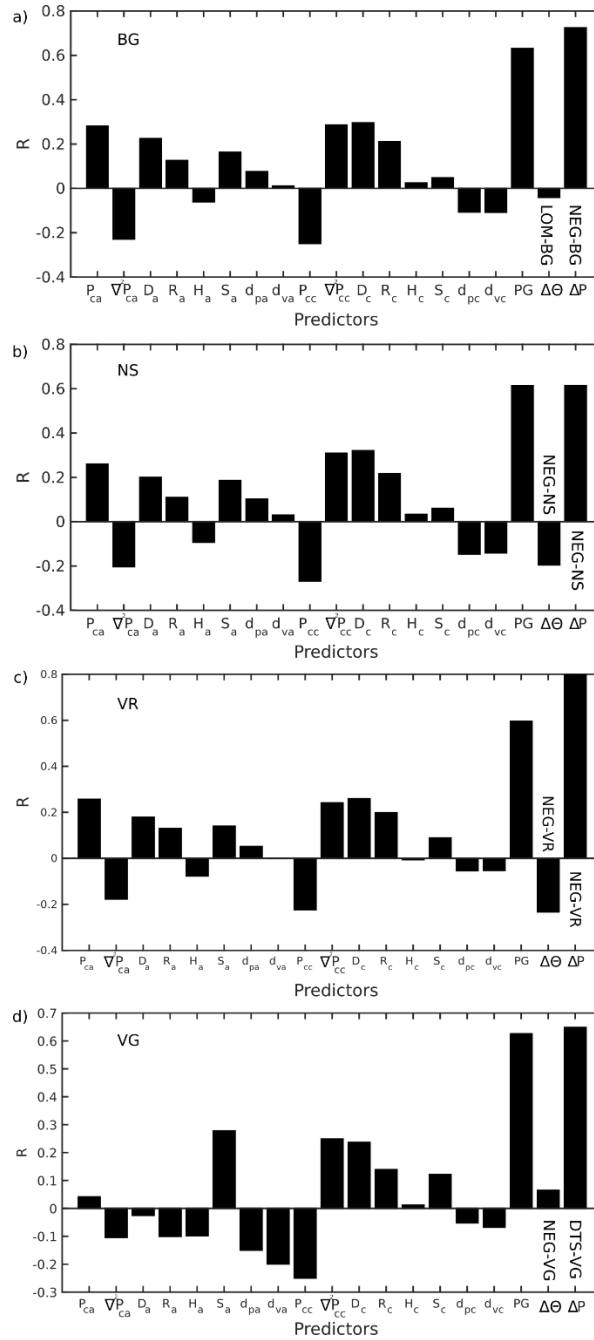 a)
BG
0.8
0.6
0.4
0.2
0
-0.2
-0.4
R
LOM-BG
NEG-BG
P_ca ∇²P_ca D_a R_a H_a S_a d_pa d_va P_cc ∇²P_cc D_c R_c H_c S_c d_pc d_vc PG ΔΘ ΔP
Predictors
b)
NS
0.8
0.6
0.4
0.2
0
-0.2
-0.4
R
NEG-NS
NEG-NS
P_ca ∇²P_ca D_a R_a H_a S_a d_pa d_va P_cc ∇²P_cc D_c R_c H_c S_c d_pc d_vc PG ΔΘ ΔP
Predictors
c)
VR
0.8
0.6
0.4
0.2
0
-0.2
-0.4
R
NEG-VR
NEG-VR
P_ca ∇²P_ca D_a R_a H_a S_a d_pa d_va P_cc ∇²P_cc D_c R_c H_c S_c d_pc d_vc PG ΔΘ ΔP
Predictors
d)
VG
0.7
0.6
0.5
0.4
0.3
0.2
0.1
0
-0.1
-0.2
-0.3
R
NEG-VG
DTS-VG
P_ca ∇²P_ca D_a R_a H_a S_a d_pa d_va P_cc ∇²P_cc D_c R_c H_c S_c d_pc d_vc PG ΔΘ ΔP
Predictors